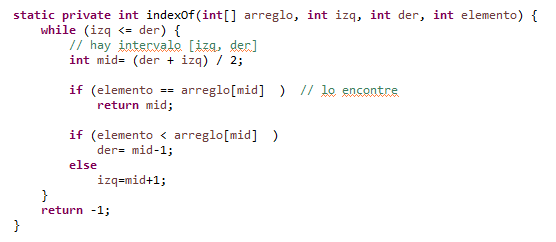 static private int indexOf(int[] arreglo, int izq, int der, int elemento) {
    while (izq <= der) {
        // hay intervalo [izq, der]
        int mid= (der + izq) / 2;

        if (elemento == arreglo[mid]  )  // lo encontre
            return mid;

        if (elemento < arreglo[mid]  )
            der= mid-1;
        else
            izq=mid+1;
    }
    return -1;
}